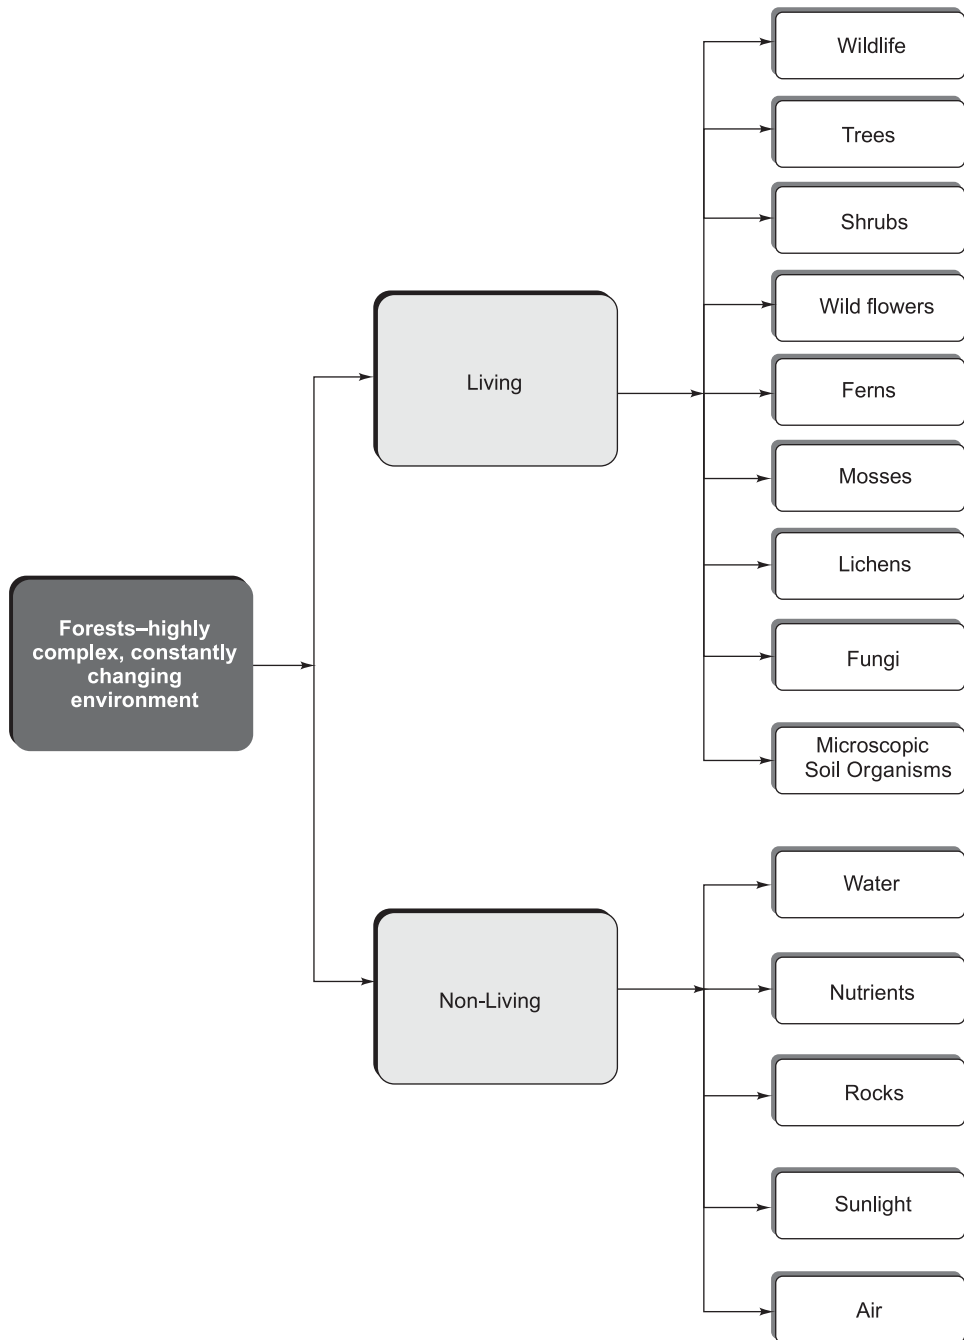 Wildlife
Trees
Shrubs
Wild flowers
Living
Ferns
Mosses
Lichens
Forests–highly
complex, constantly
changing
environment
Fungi
Microscopic
Soil Organisms
Water
Non-Living
Nutrients
Rocks
Sunlight
Air